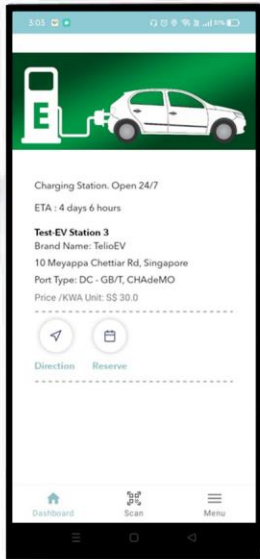 3:05
E
Charging Station. Open 24/7
ETA : 4 days 6 hours
Test-EV Station 3
Brand Name: TelioEV
10 Meyappa Chettiar Rd, Singapore
Port Type: DC - GB/T, CHAdeMO
Price /KWA Unit: S$ 30.0
Direction Reserve
Dashboard Scan Menu